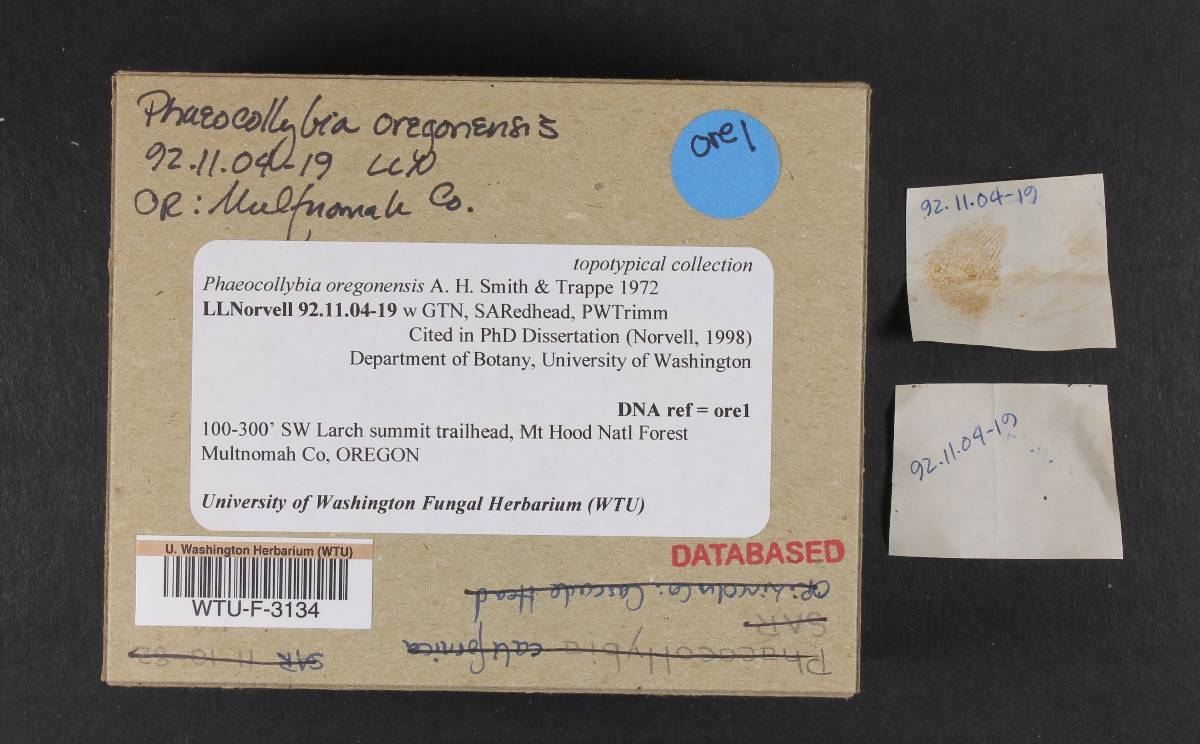 Phaeocollybia oregonensis
92.11.04-19 LLN
OR: Multnomah Co.
ore1
topotypical collection
Phaeocollybia oregonensis A. H. Smith & Trappe 1972
LLNorvell 92.11.04-19 w GTN, SARedhead, PWTrimm
Cited in PhD Dissertation (Norvell, 1998)
Department of Botany, University of Washington
DNA ref = ore1
100-300' SW Larch summit trailhead, Mt Hood Natl Forest
Multnomah Co, OREGON
University of Washington Fungal Herbarium (WTU)
U. Washington Herbarium (WTU)
WTU-F-3134
DATABASED
Phaeocollybia californica
SAR
OR: Lincoln Co: Cascade Head
SAR 11-10-82
92.11.04-19
92.11.04-19